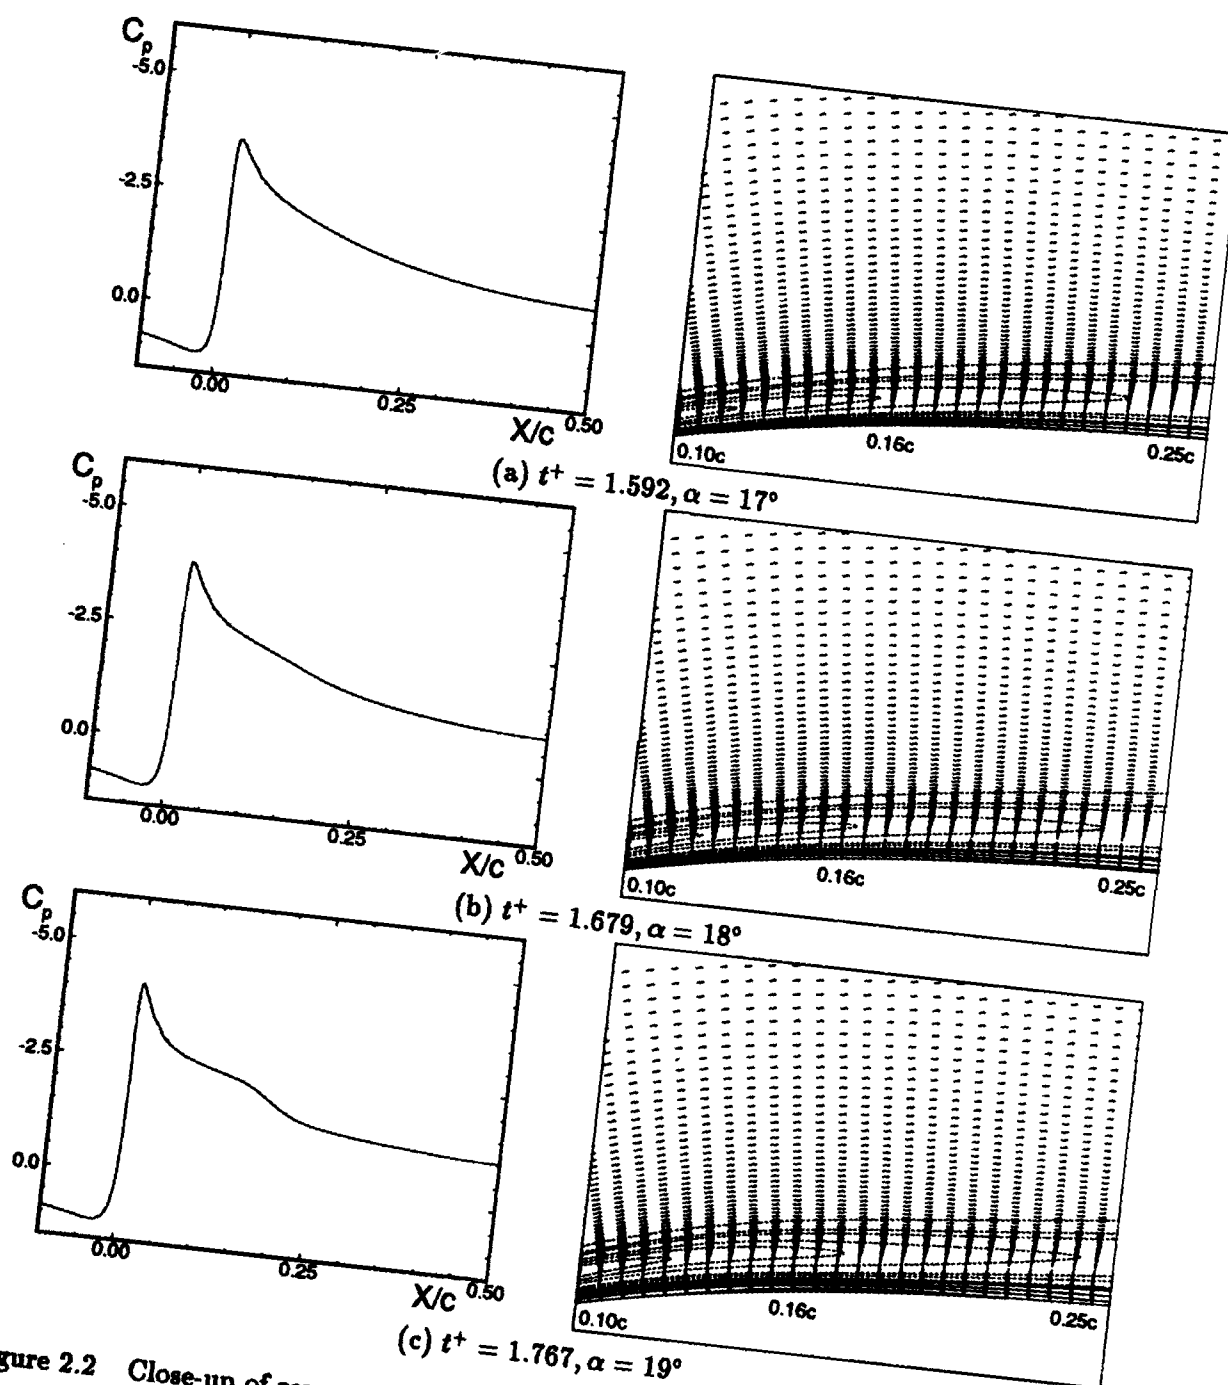 Cp
-5.0
-2.5
0.0
0.00
0.25
X/c
0.50
0.10c
0.16c
0.25c
(a) t+ = 1.592, α = 17°
Cp
-5.0
-2.5
0.0
0.00
0.25
X/c
0.50
0.10c
0.16c
0.25c
(b) t+ = 1.679, α = 18°
Cp
-5.0
-2.5
0.0
0.00
0.25
X/c
0.50
0.10c
0.16c
0.25c
(c) t+ = 1.767, α = 19°
gure 2.2 Close-up of